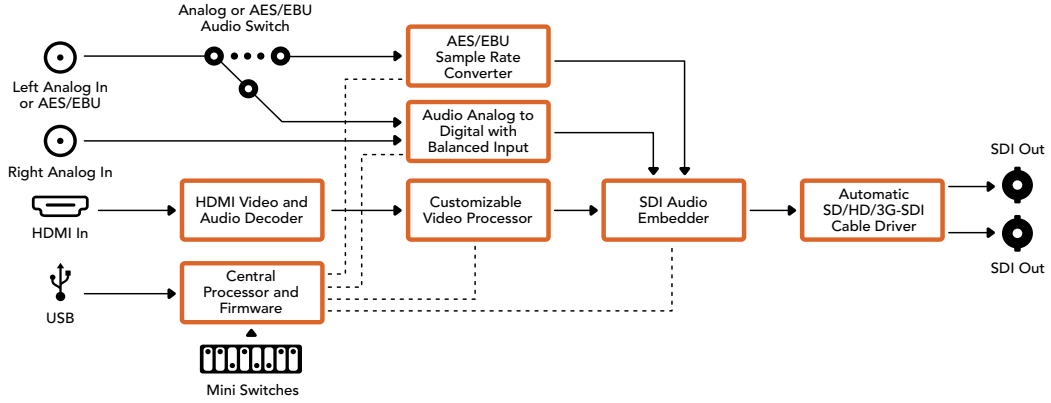 Analog or AES/EBU
Audio Switch
Left Analog In
or AES/EBU
AES/EBU
Sample Rate
Converter
Right Analog In
Audio Analog to
Digital with
Balanced Input
HDMI In
HDMI Video and
Audio Decoder
Customizable
Video Processor
SDI Audio
Embedder
Automatic
SD/HD/3G-SDI
Cable Driver
SDI Out
SDI Out
USB
Central
Processor and
Firmware
Mini Switches